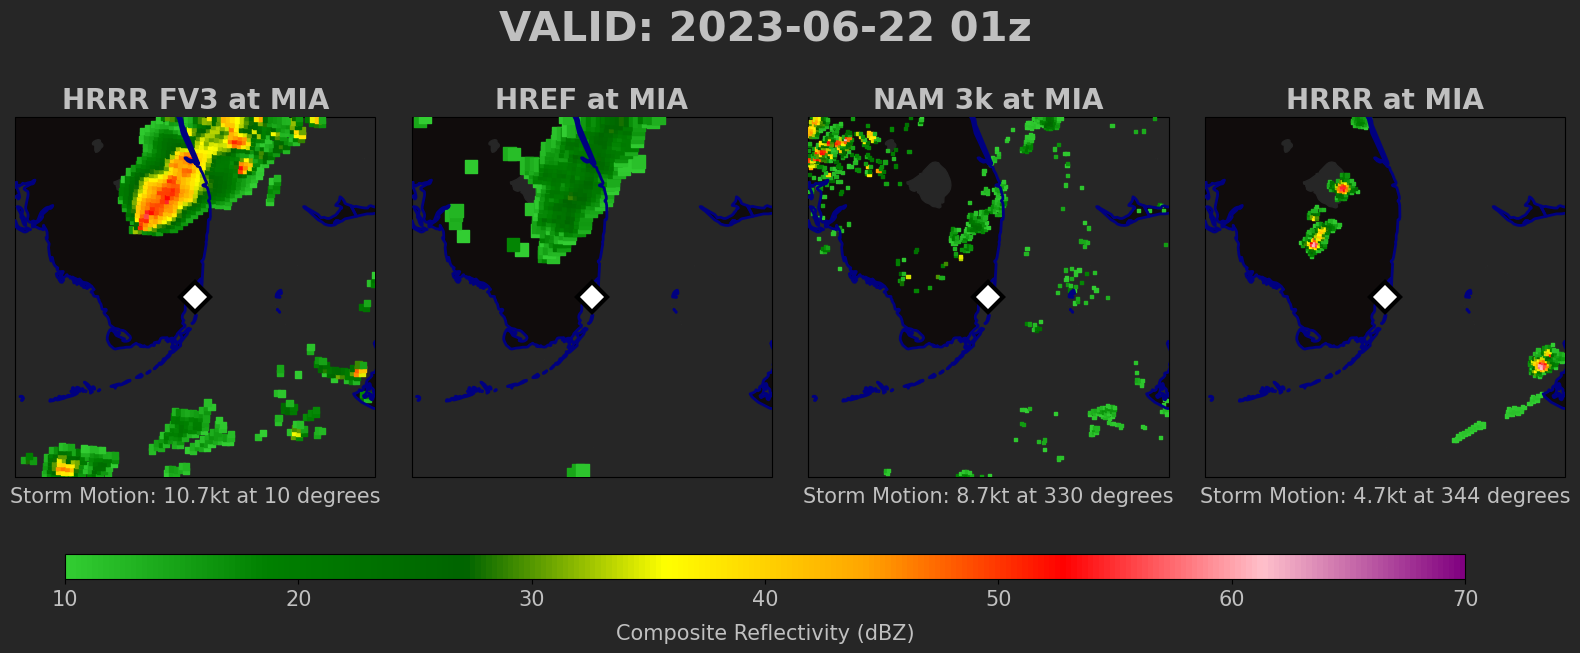 VALID: 2023-06-22 01z
HRRR FV3 at MIA
HREF at MIA
NAM 3k at MIA
HRRR at MIA
Storm Motion: 10.7kt at 10 degrees
Storm Motion: 8.7kt at 330 degrees
Storm Motion: 4.7kt at 344 degrees
10 20 30 40 50 60 70
Composite Reflectivity (dBZ)